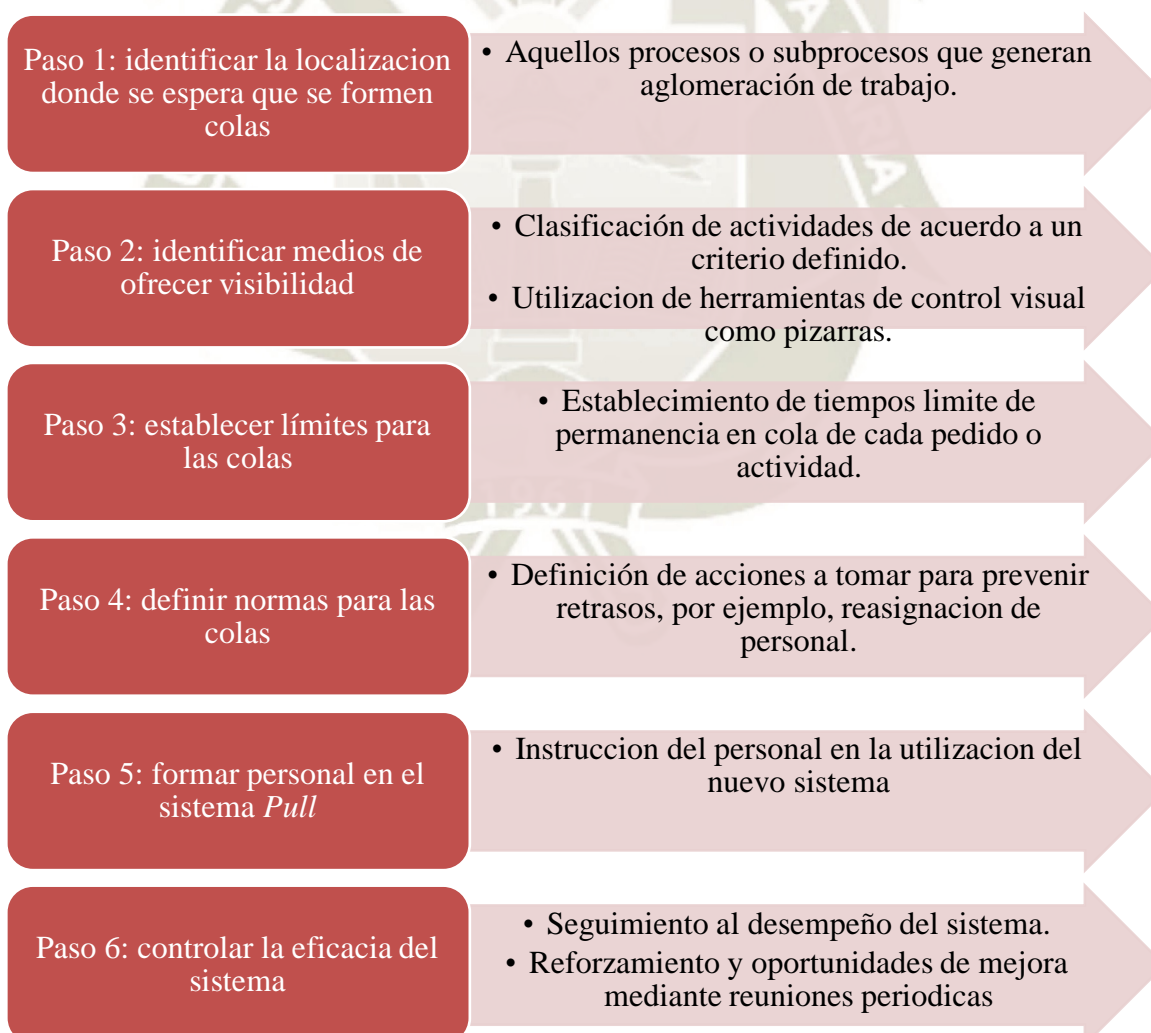 Paso 1: identificar la localizacion
donde se espera que se formen
colas
• Aquellos procesos o subprocesos que generan
aglomeración de trabajo.
Paso 2: identificar medios de
ofrecer visibilidad
• Clasificación de actividades de acuerdo a un
criterio definido.
• Utilizacion de herramientas de control visual
como pizarras.
Paso 3: establecer límites para
las colas
• Establecimiento de tiempos limite de
permanencia en cola de cada pedido o
actividad.
1961
Paso 4: definir normas para las
colas
• Definición de acciones a tomar para prevenir
retrasos, por ejemplo, reasignacion de
personal.
Paso 5: formar personal en el
sistema Pull
• Instruccion del personal en la utilizacion del
nuevo sistema
Paso 6: controlar la eficacia del
sistema
• Seguimiento al desempeño del sistema.
• Reforzamiento y oportunidades de mejora
mediante reuniones periodicas